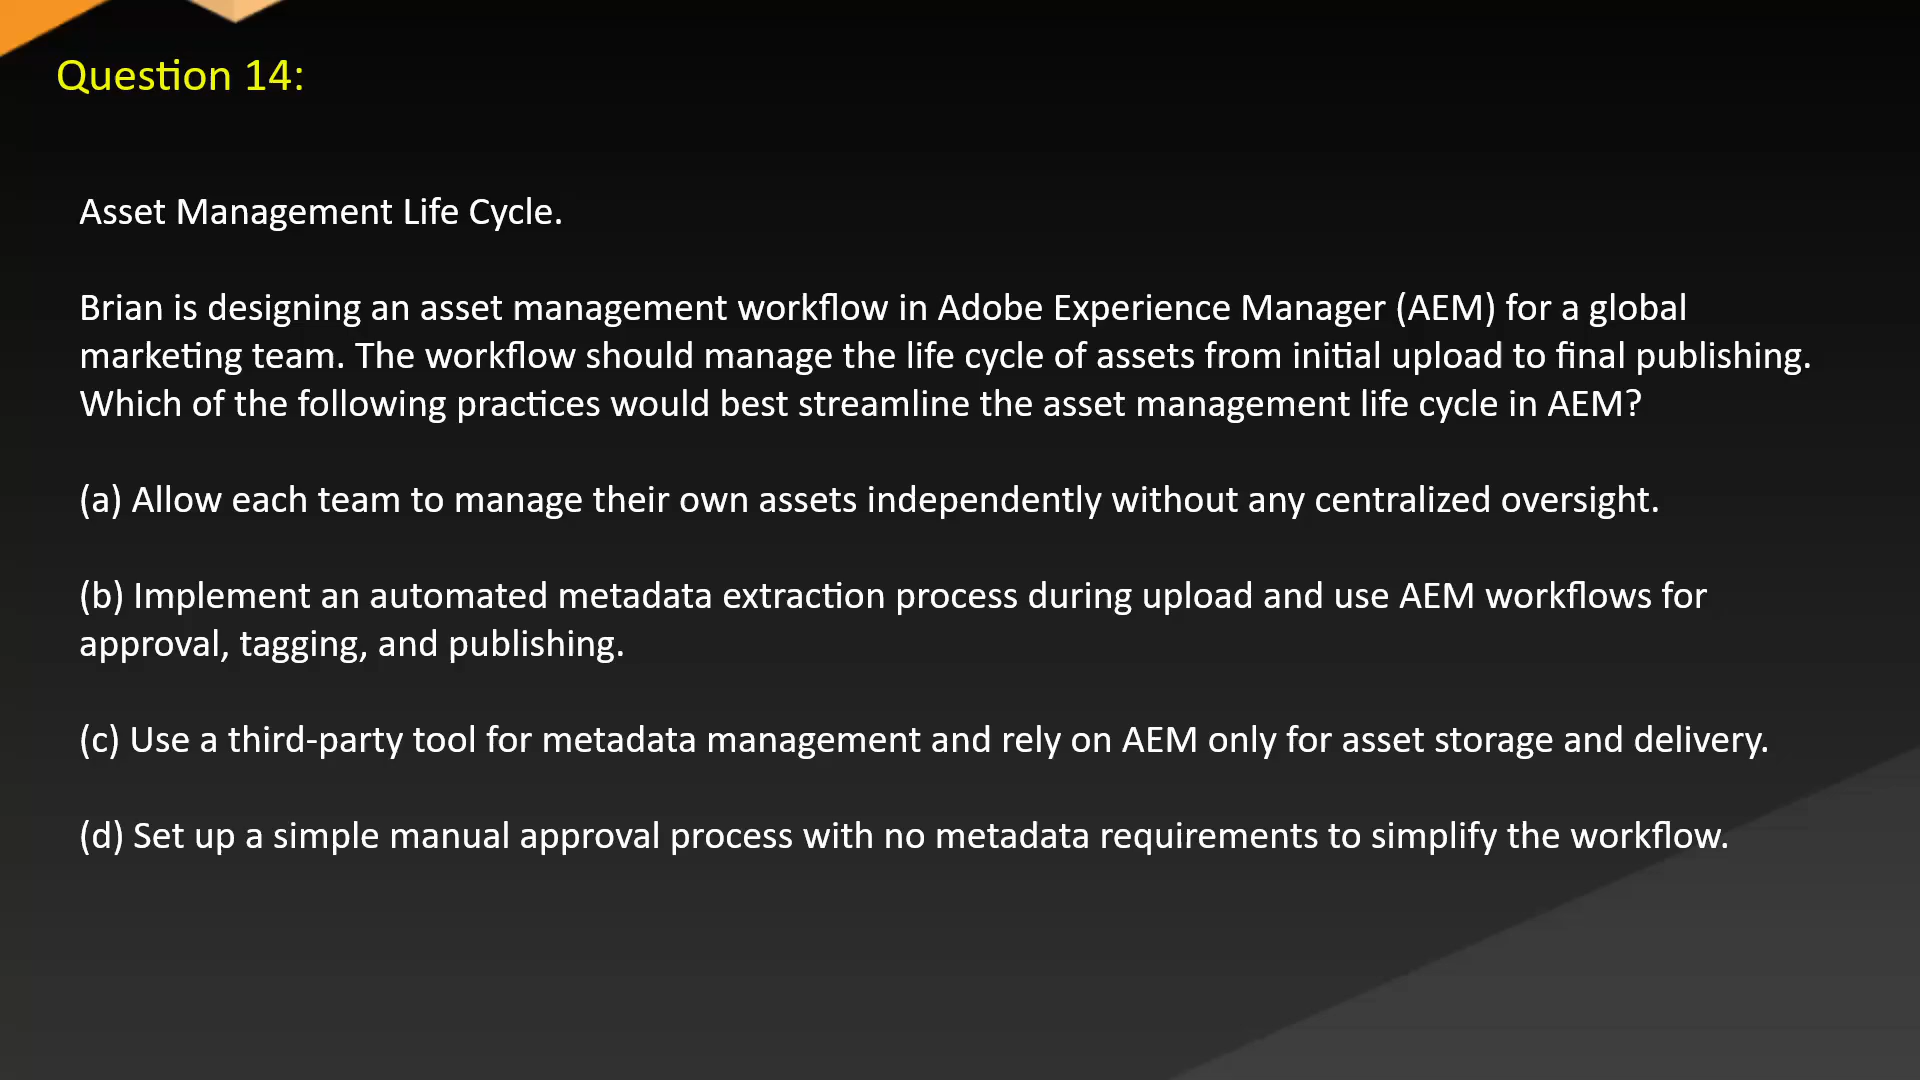 Question 14:
Asset Management Life Cycle.
Brian is designing an asset management workflow in Adobe Experience Manager (AEM) for a global
marketing team. The workflow should manage the life cycle of assets from initial upload to final publishing.
Which of the following practices would best streamline the asset management life cycle in AEM?
(a) Allow each team to manage their own assets independently without any centralized oversight.
(b) Implement an automated metadata extraction process during upload and use AEM workflows for
approval, tagging, and publishing.
(c) Use a third-party tool for metadata management and rely on AEM only for asset storage and delivery.
(d) Set up a simple manual approval process with no metadata requirements to simplify the workflow.